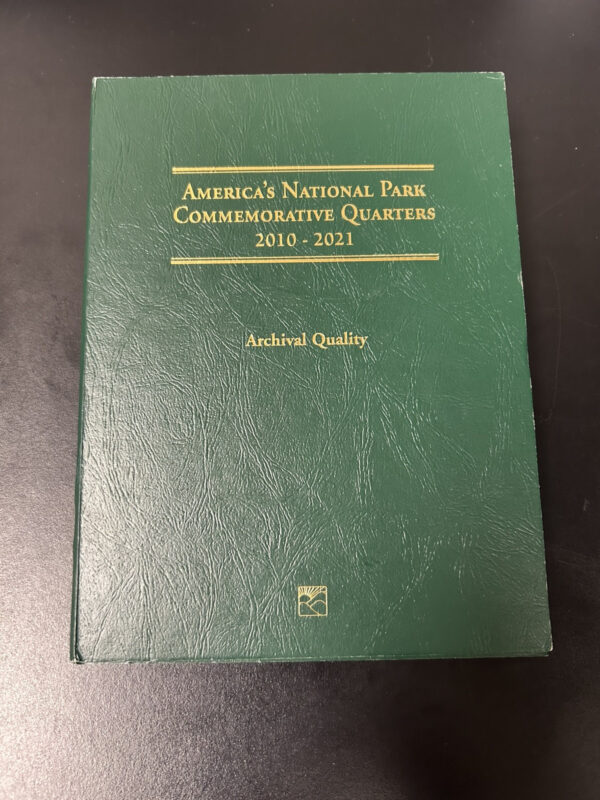 America's National Park
Commemorative Quarters
2010 - 2021
Archival Quality